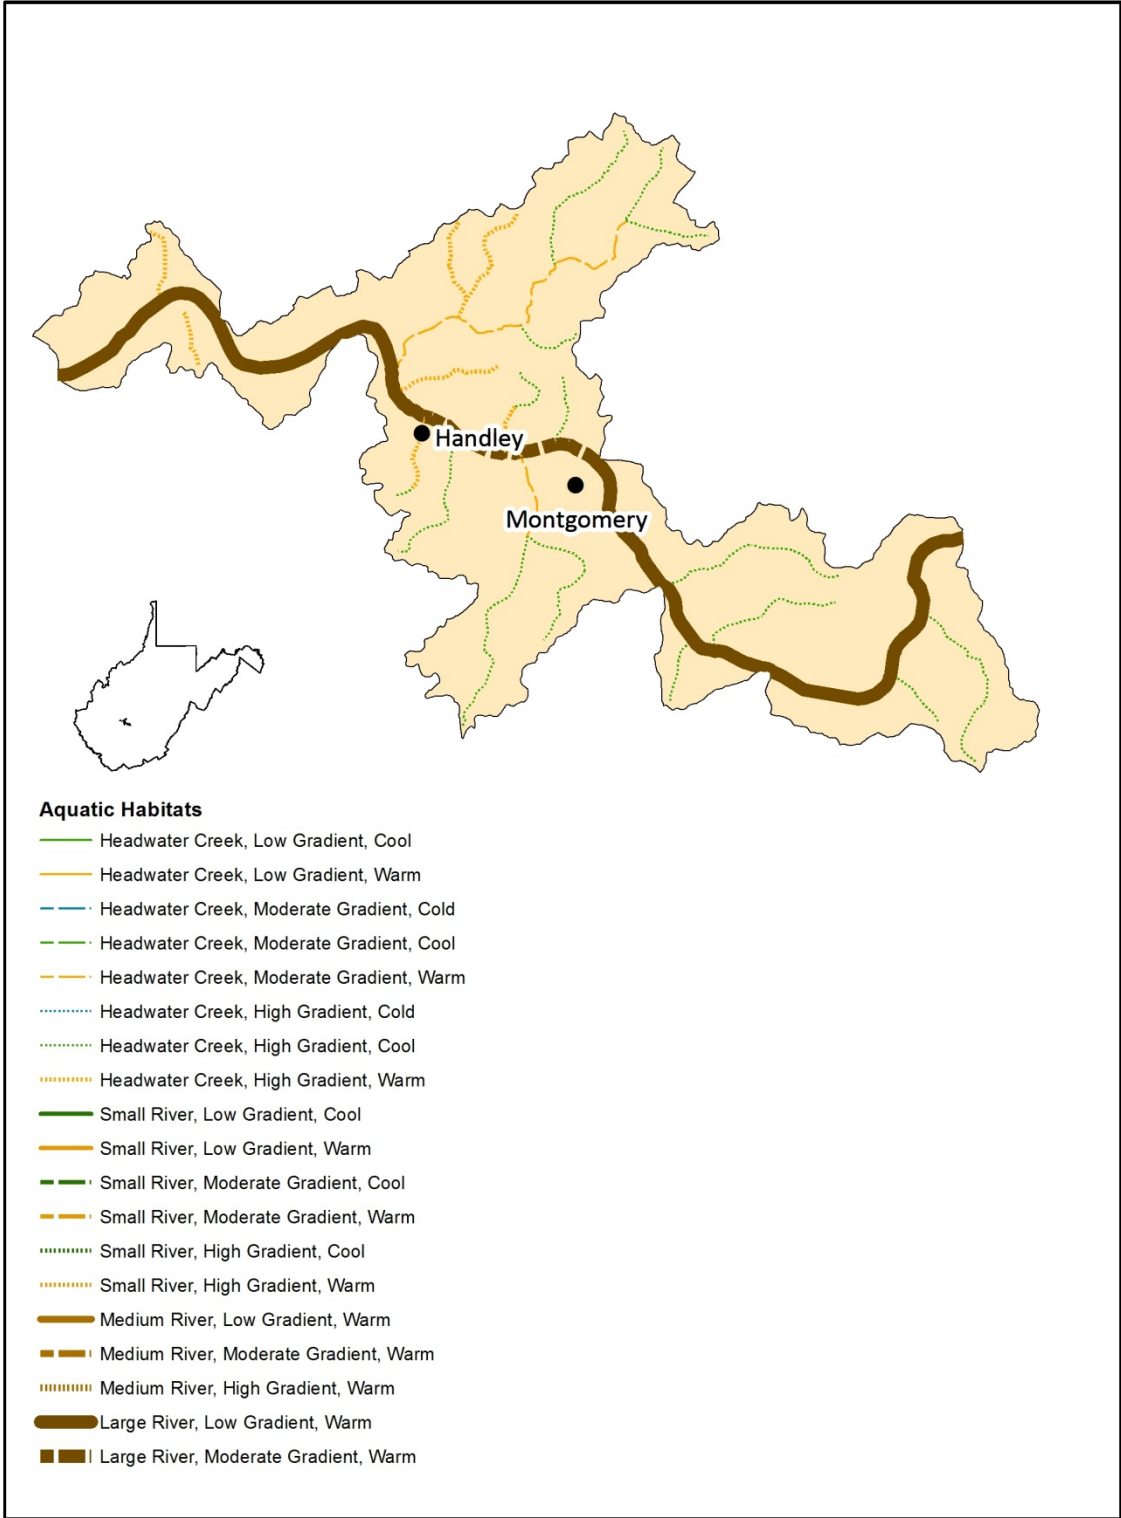 Handley
Montgomery
Aquatic Habitats
Headwater Creek, Low Gradient, Cool
Headwater Creek, Low Gradient, Warm
Headwater Creek, Moderate Gradient, Cold
Headwater Creek, Moderate Gradient, Cool
Headwater Creek, Moderate Gradient, Warm
Headwater Creek, High Gradient, Cold
Headwater Creek, High Gradient, Cool
Headwater Creek, High Gradient, Warm
Small River, Low Gradient, Cool
Small River, Low Gradient, Warm
Small River, Moderate Gradient, Cool
Small River, Moderate Gradient, Warm
Small River, High Gradient, Cool
Small River, High Gradient, Warm
Medium River, Low Gradient, Warm
Medium River, Moderate Gradient, Warm
Medium River, High Gradient, Warm
Large River, Low Gradient, Warm
Large River, Moderate Gradient, Warm